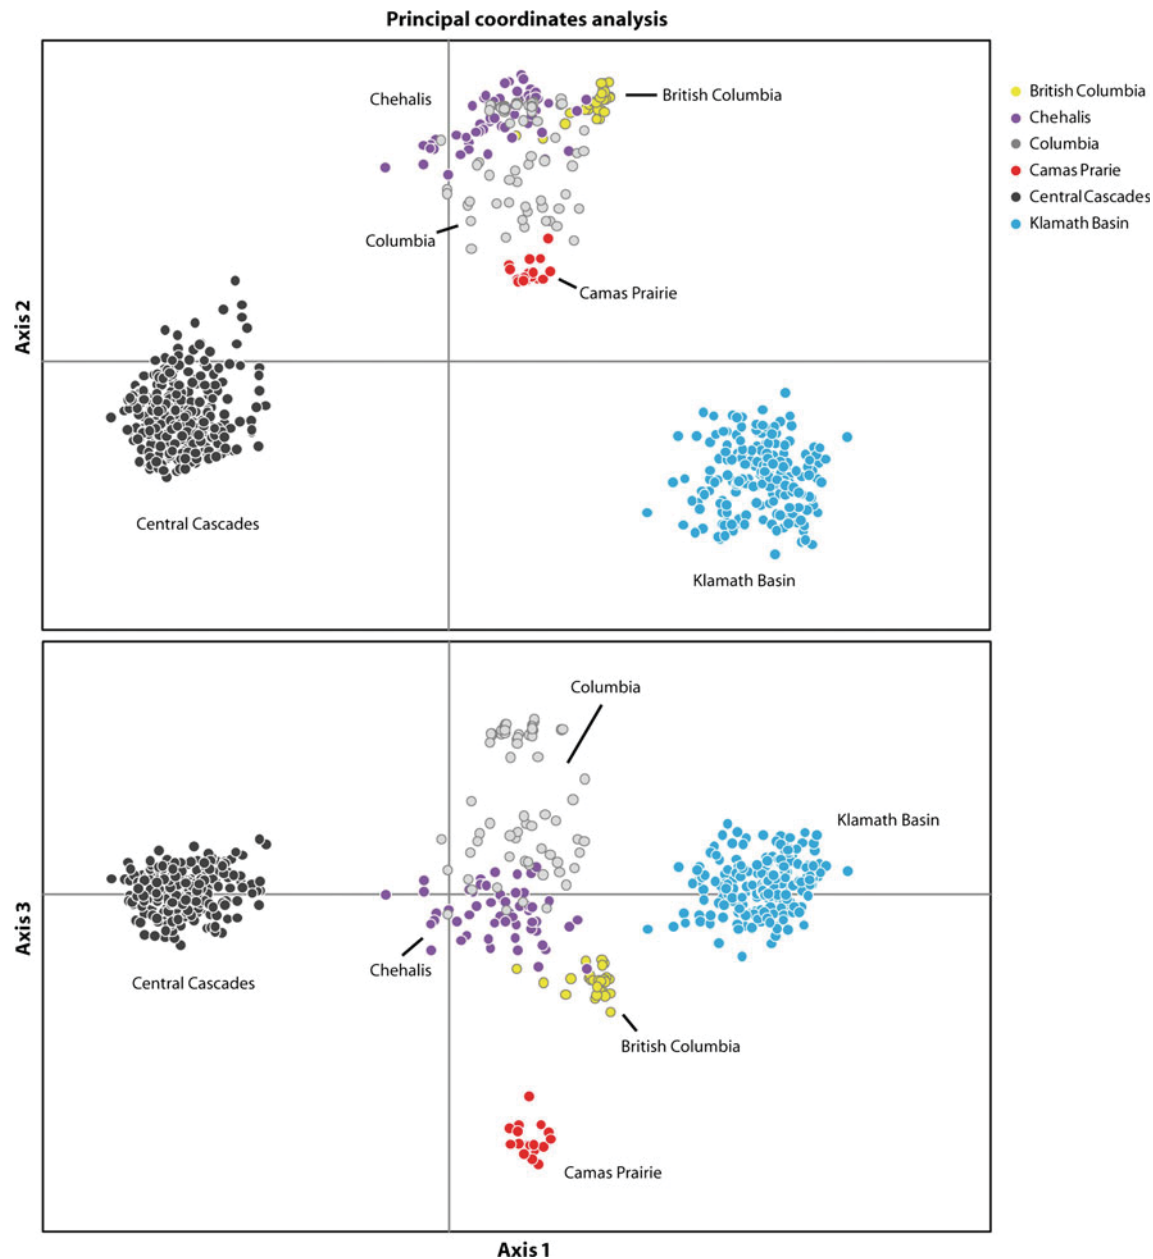 Principal coordinates analysis
Chehalis
British Columbia
British Columbia
Chehalis
Columbia
Camas Prarie
Central Cascades
Klamath Basin
Columbia
Camas Prairie
Axis 2
Central Cascades
Klamath Basin
Columbia
Klamath Basin
Axis 3
Chehalis
Central Cascades
British Columbia
Camas Prairie
Axis 1